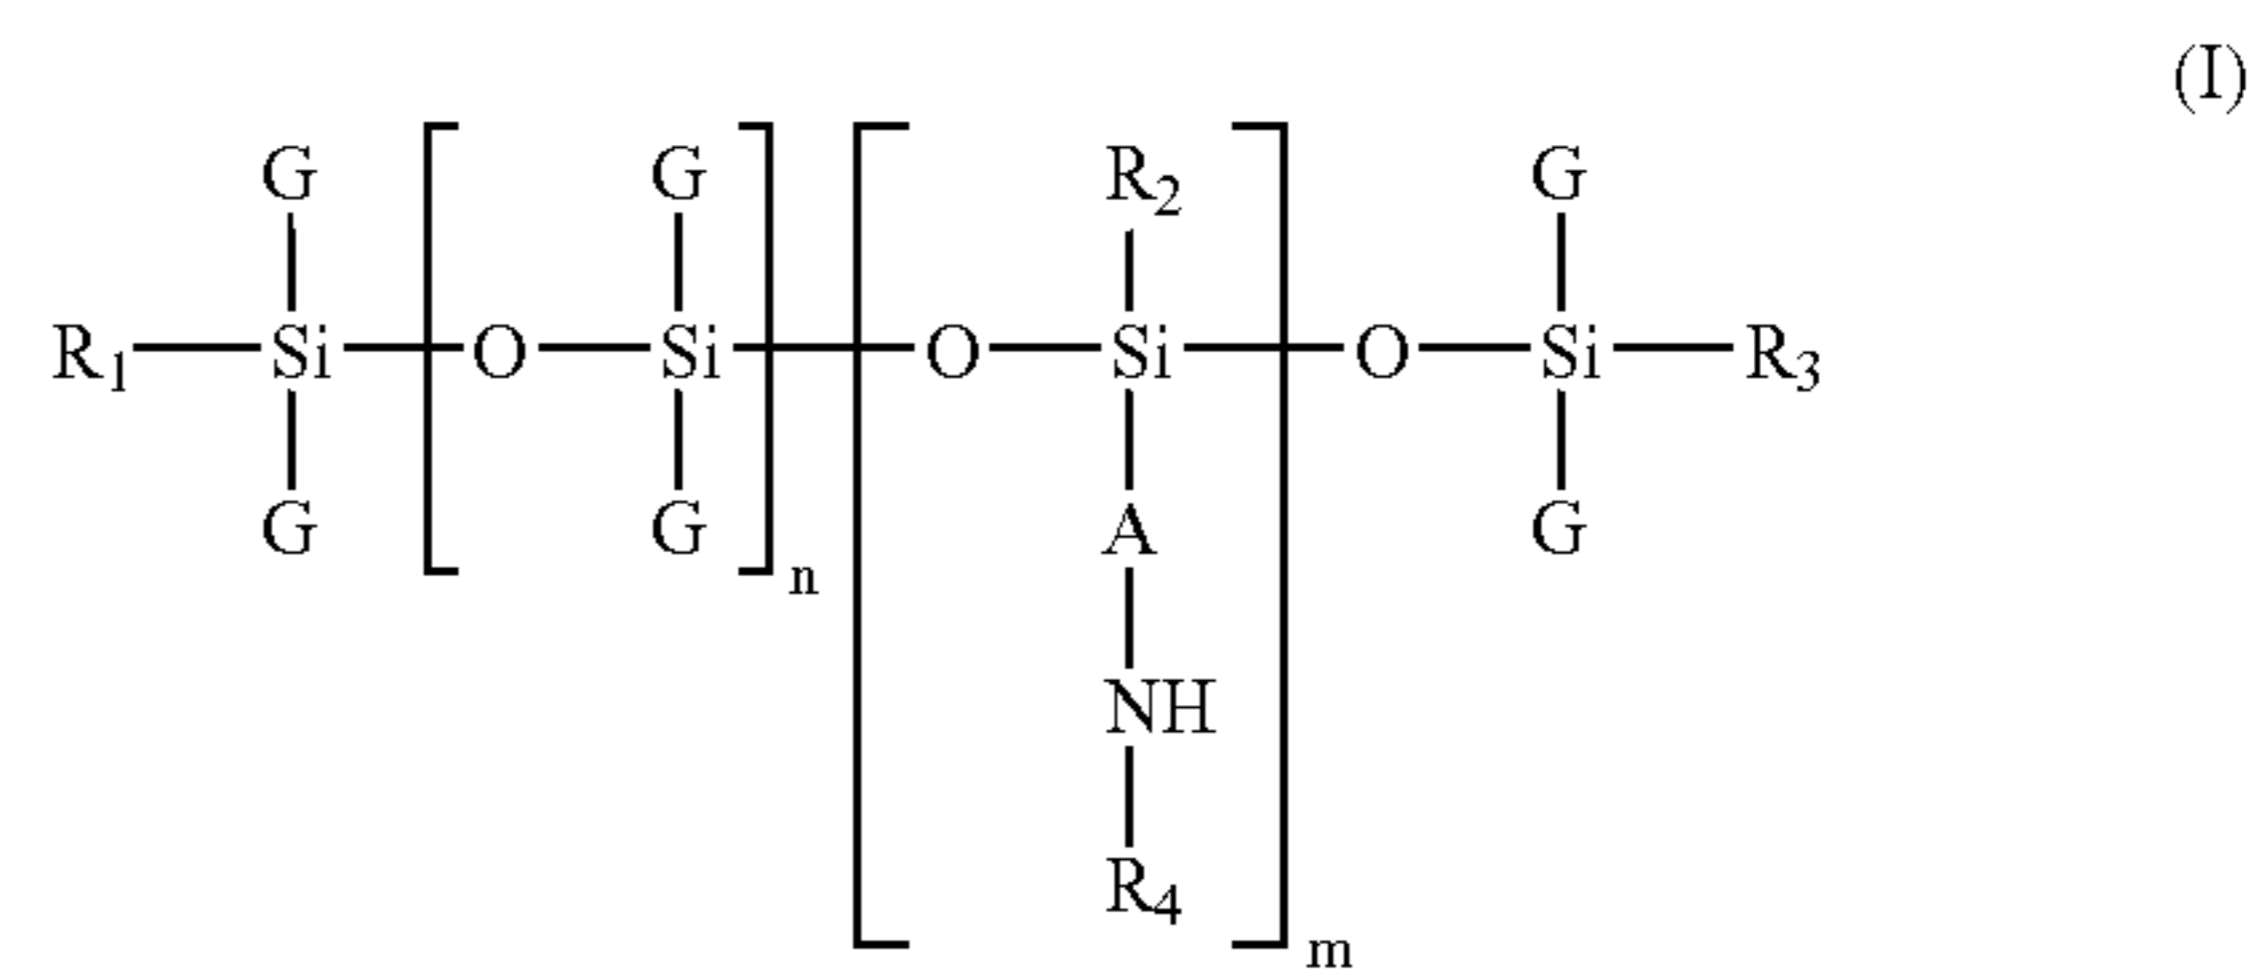 (I)
G G R2 G
R1 Si O Si O Si O Si R3
G G A G
n
NH
R4
m